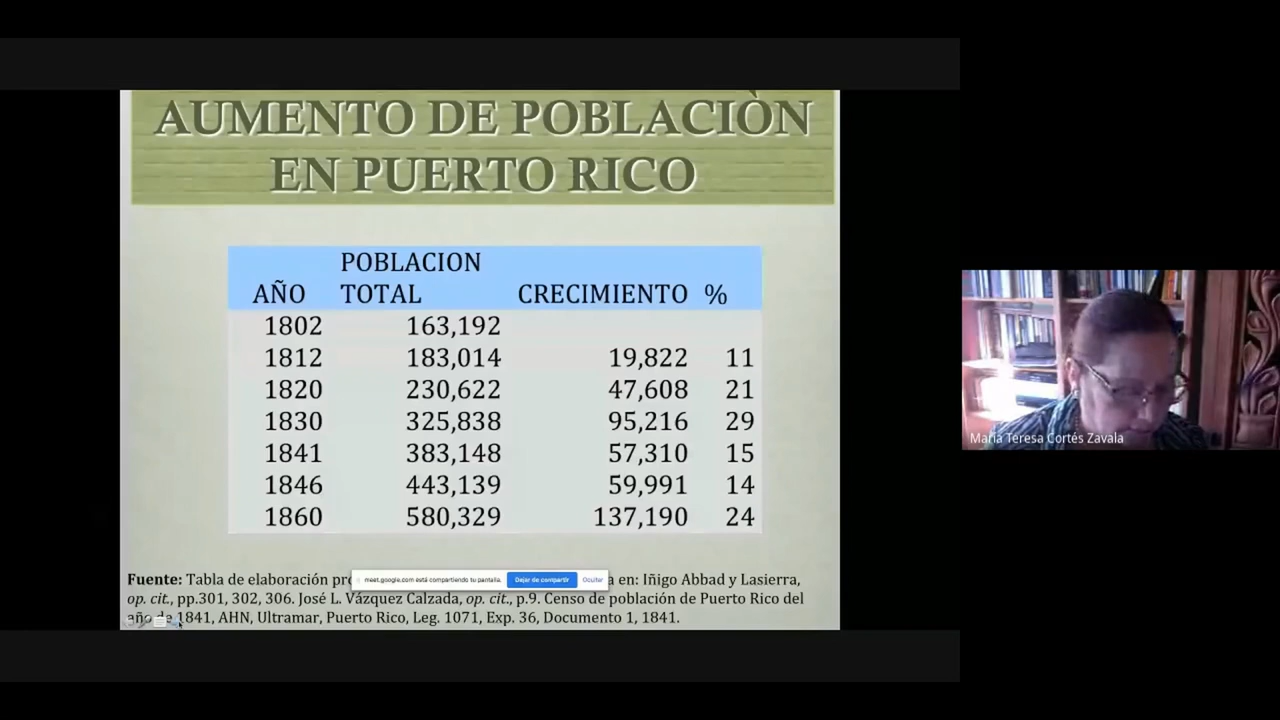 AUMENTO DE POBLACIÒN
EN PUERTO RICO
AÑO POBLACION TOTAL CRECIMIENTO %
1802 163,192
1812 183,014 19,822 11
1820 230,622 47,608 21
1830 325,838 95,216 29
1841 383,148 57,310 15
1846 443,139 59,991 14
1860 580,329 137,190 24
Fuente: Tabla de elaboración a en: Iñigo Abbad y Lasierra,
meet.google.com está compartiendo tu pantalla. Dejar de compartir Ocultar
op. cit., pp.301, 302, 306. José L. Vázquez Calzada, op. cit., p.9. Censo de población de Puerto Rico del
año de 1841, AHN, Ultramar, Puerto Rico, Leg. 1071, Exp. 36, Documento 1, 1841.
María Teresa Cortés Zavala